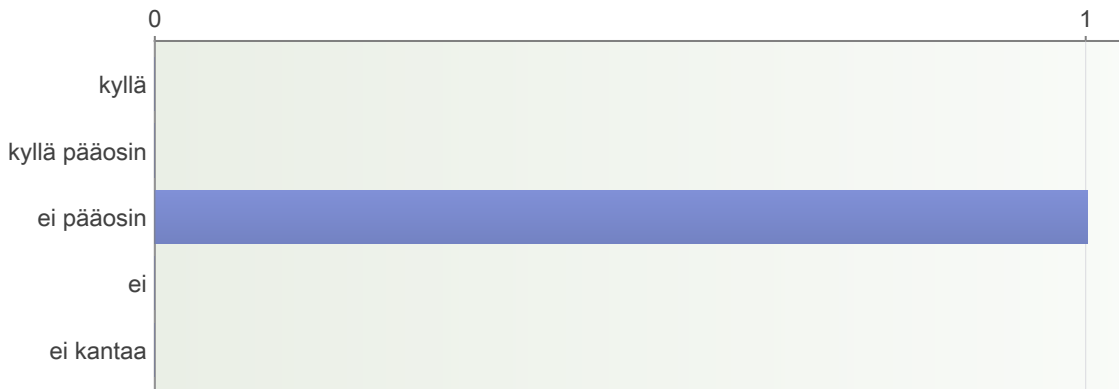 0 1
kyllä
kyllä pääosin
ei pääosin
ei
ei kantaa